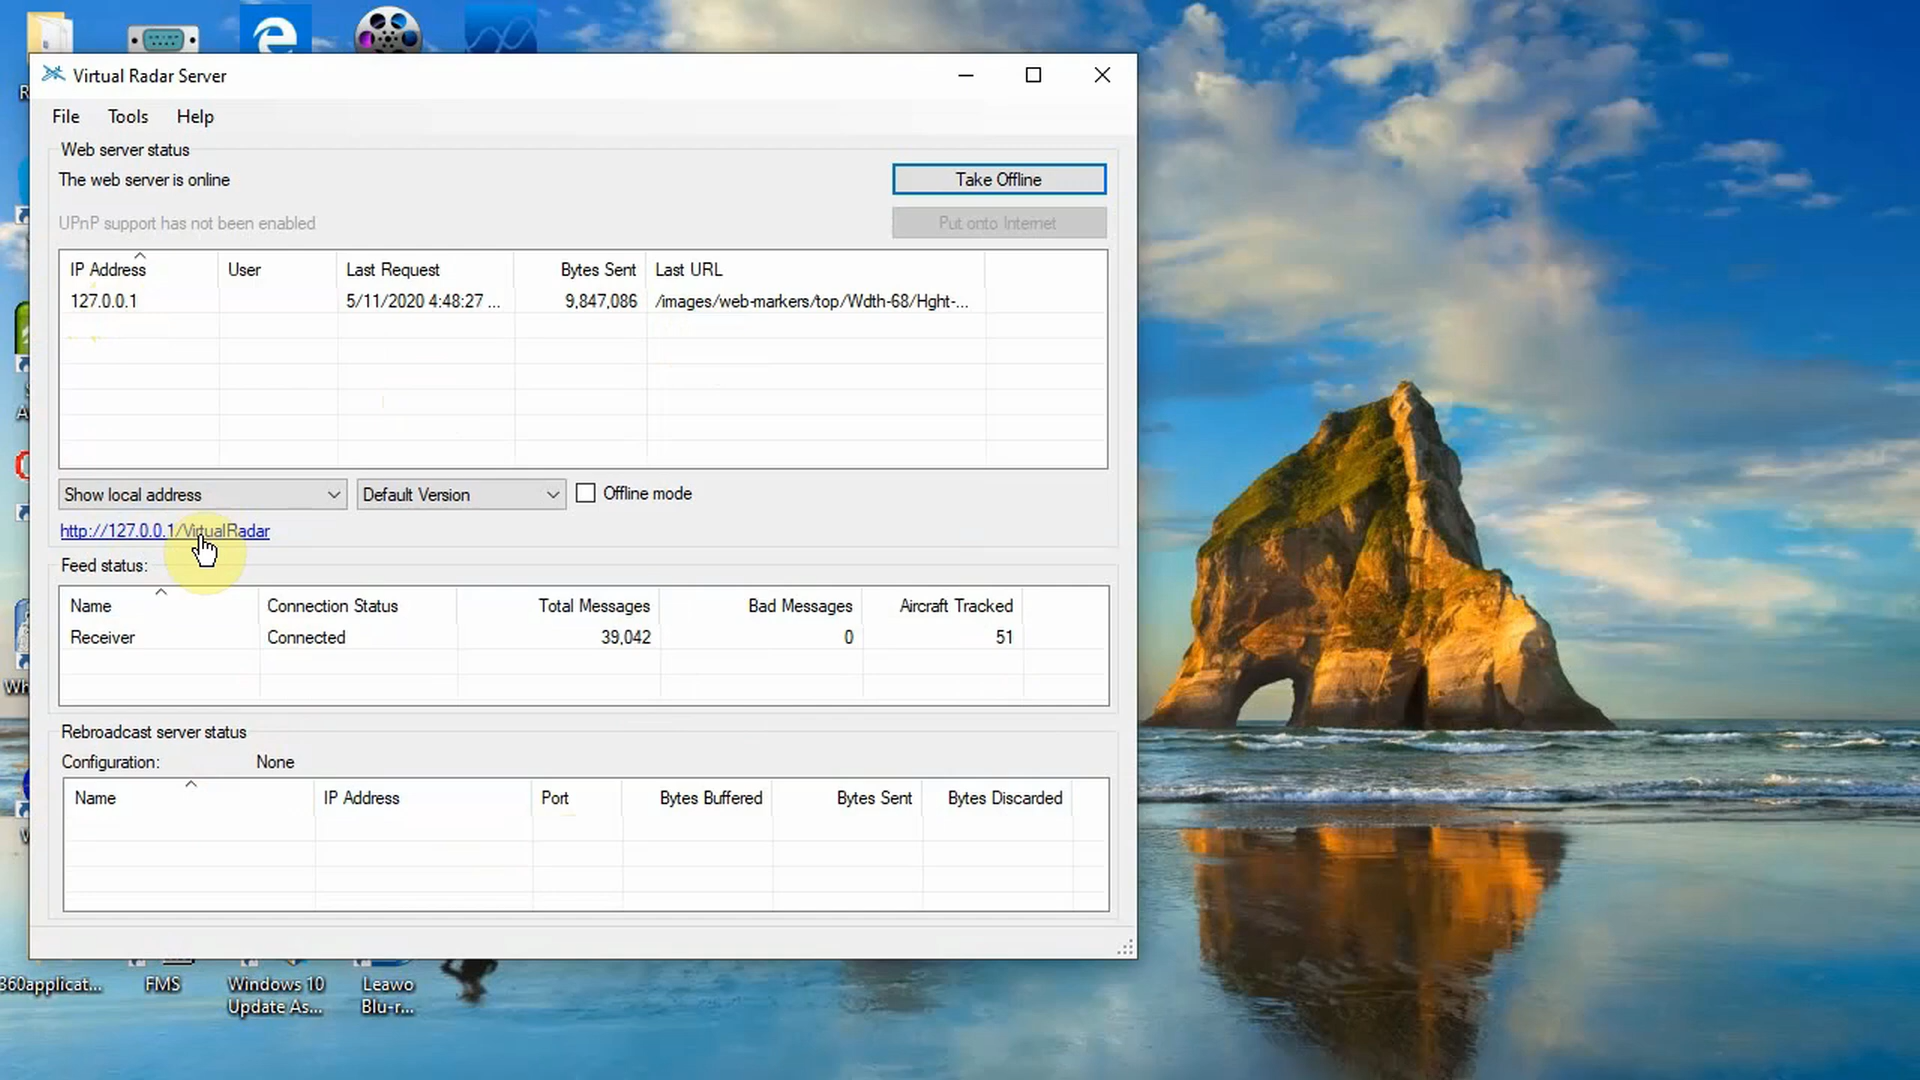 Virtual Radar Server
File Tools Help
Web server status
The web server is online
Take Offline
UPnP support has not been enabled
Put onto Internet
IP Address User Last Request Bytes Sent Last URL
127.0.0.1 5/11/2020 4:48:27 ... 9,847,086 /images/web-markers/top/Wdth-68/Hght-...
Show local address Default Version Offline mode
http://127.0.0.1/VirtualRadar
Feed status:
Name Connection Status Total Messages Bad Messages Aircraft Tracked
Receiver Connected 39,042 0 51
Rebroadcast server status
Configuration: None
Name IP Address Port Bytes Buffered Bytes Sent Bytes Discarded
360applicat... FMS Windows 10 Leawo
Update As... Blu-r...